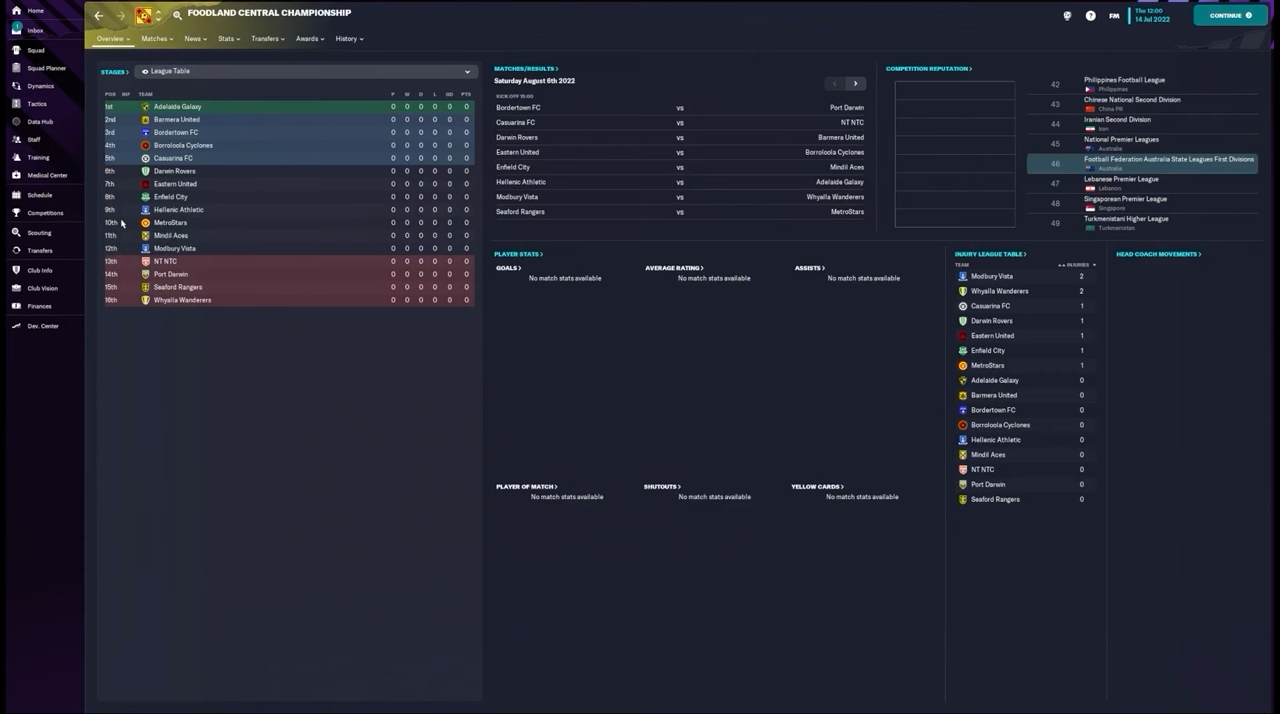 Home
Inbox
1
Squad
Squad Planner
Dynamics
Tactics
Data Hub
Staff
Training
Medical Center
Schedule
Competitions
Scouting
Transfers
Club Info
Club Vision
Finances
Dev. Center
FOODLAND CENTRAL CHAMPIONSHIP
FM
Thu 12:00
14 Jul 2022
CONTINUE
Overview
Matches
News
Stats
Transfers
Awards
History
STAGES
League Table
POS INF TEAM P W D L GD PTS
1st Adelaide Galaxy 0 0 0 0 0 0
2nd Barmera United 0 0 0 0 0 0
3rd Bordertown FC 0 0 0 0 0 0
4th Borroloola Cyclones 0 0 0 0 0 0
5th Casuarina FC 0 0 0 0 0 0
6th Darwin Rovers 0 0 0 0 0 0
7th Eastern United 0 0 0 0 0 0
8th Enfield City 0 0 0 0 0 0
9th Hellenic Athletic 0 0 0 0 0 0
10th MetroStars 0 0 0 0 0 0
11th Mindil Aces 0 0 0 0 0 0
12th Modbury Vista 0 0 0 0 0 0
13th NT NTC 0 0 0 0 0 0
14th Port Darwin 0 0 0 0 0 0
15th Seaford Rangers 0 0 0 0 0 0
16th Whyalla Wanderers 0 0 0 0 0 0
MATCHES/RESULTS
Saturday August 6th 2022
KICK OFF 15:00
Bordertown FC vs Port Darwin
Casuarina FC vs NT NTC
Darwin Rovers vs Barmera United
Eastern United vs Borroloola Cyclones
Enfield City vs Mindil Aces
Hellenic Athletic vs Adelaide Galaxy
Modbury Vista vs Whyalla Wanderers
Seaford Rangers vs MetroStars
COMPETITION REPUTATION
42 Philippines Football League
Philippines
43 Chinese National Second Division
China PR
44 Iranian Second Division
Iran
45 National Premier Leagues
Australia
46 Football Federation Australia State Leagues First Divisions
Australia
47 Lebanese Premier League
Lebanon
48 Singaporean Premier League
Singapore
49 Turkmenistani Higher League
Turkmenistan
PLAYER STATS
GOALS
No match stats available
AVERAGE RATING
No match stats available
ASSISTS
No match stats available
PLAYER OF MATCH
No match stats available
SHUTOUTS
No match stats available
YELLOW CARDS
No match stats available
INJURY LEAGUE TABLE
TEAM INJURIES
Modbury Vista 2
Whyalla Wanderers 2
Casuarina FC 1
Darwin Rovers 1
Eastern United 1
Enfield City 1
MetroStars 1
Adelaide Galaxy 0
Barmera United 0
Bordertown FC 0
Borroloola Cyclones 0
Hellenic Athletic 0
Mindil Aces 0
NT NTC 0
Port Darwin 0
Seaford Rangers 0
HEAD COACH MOVEMENTS